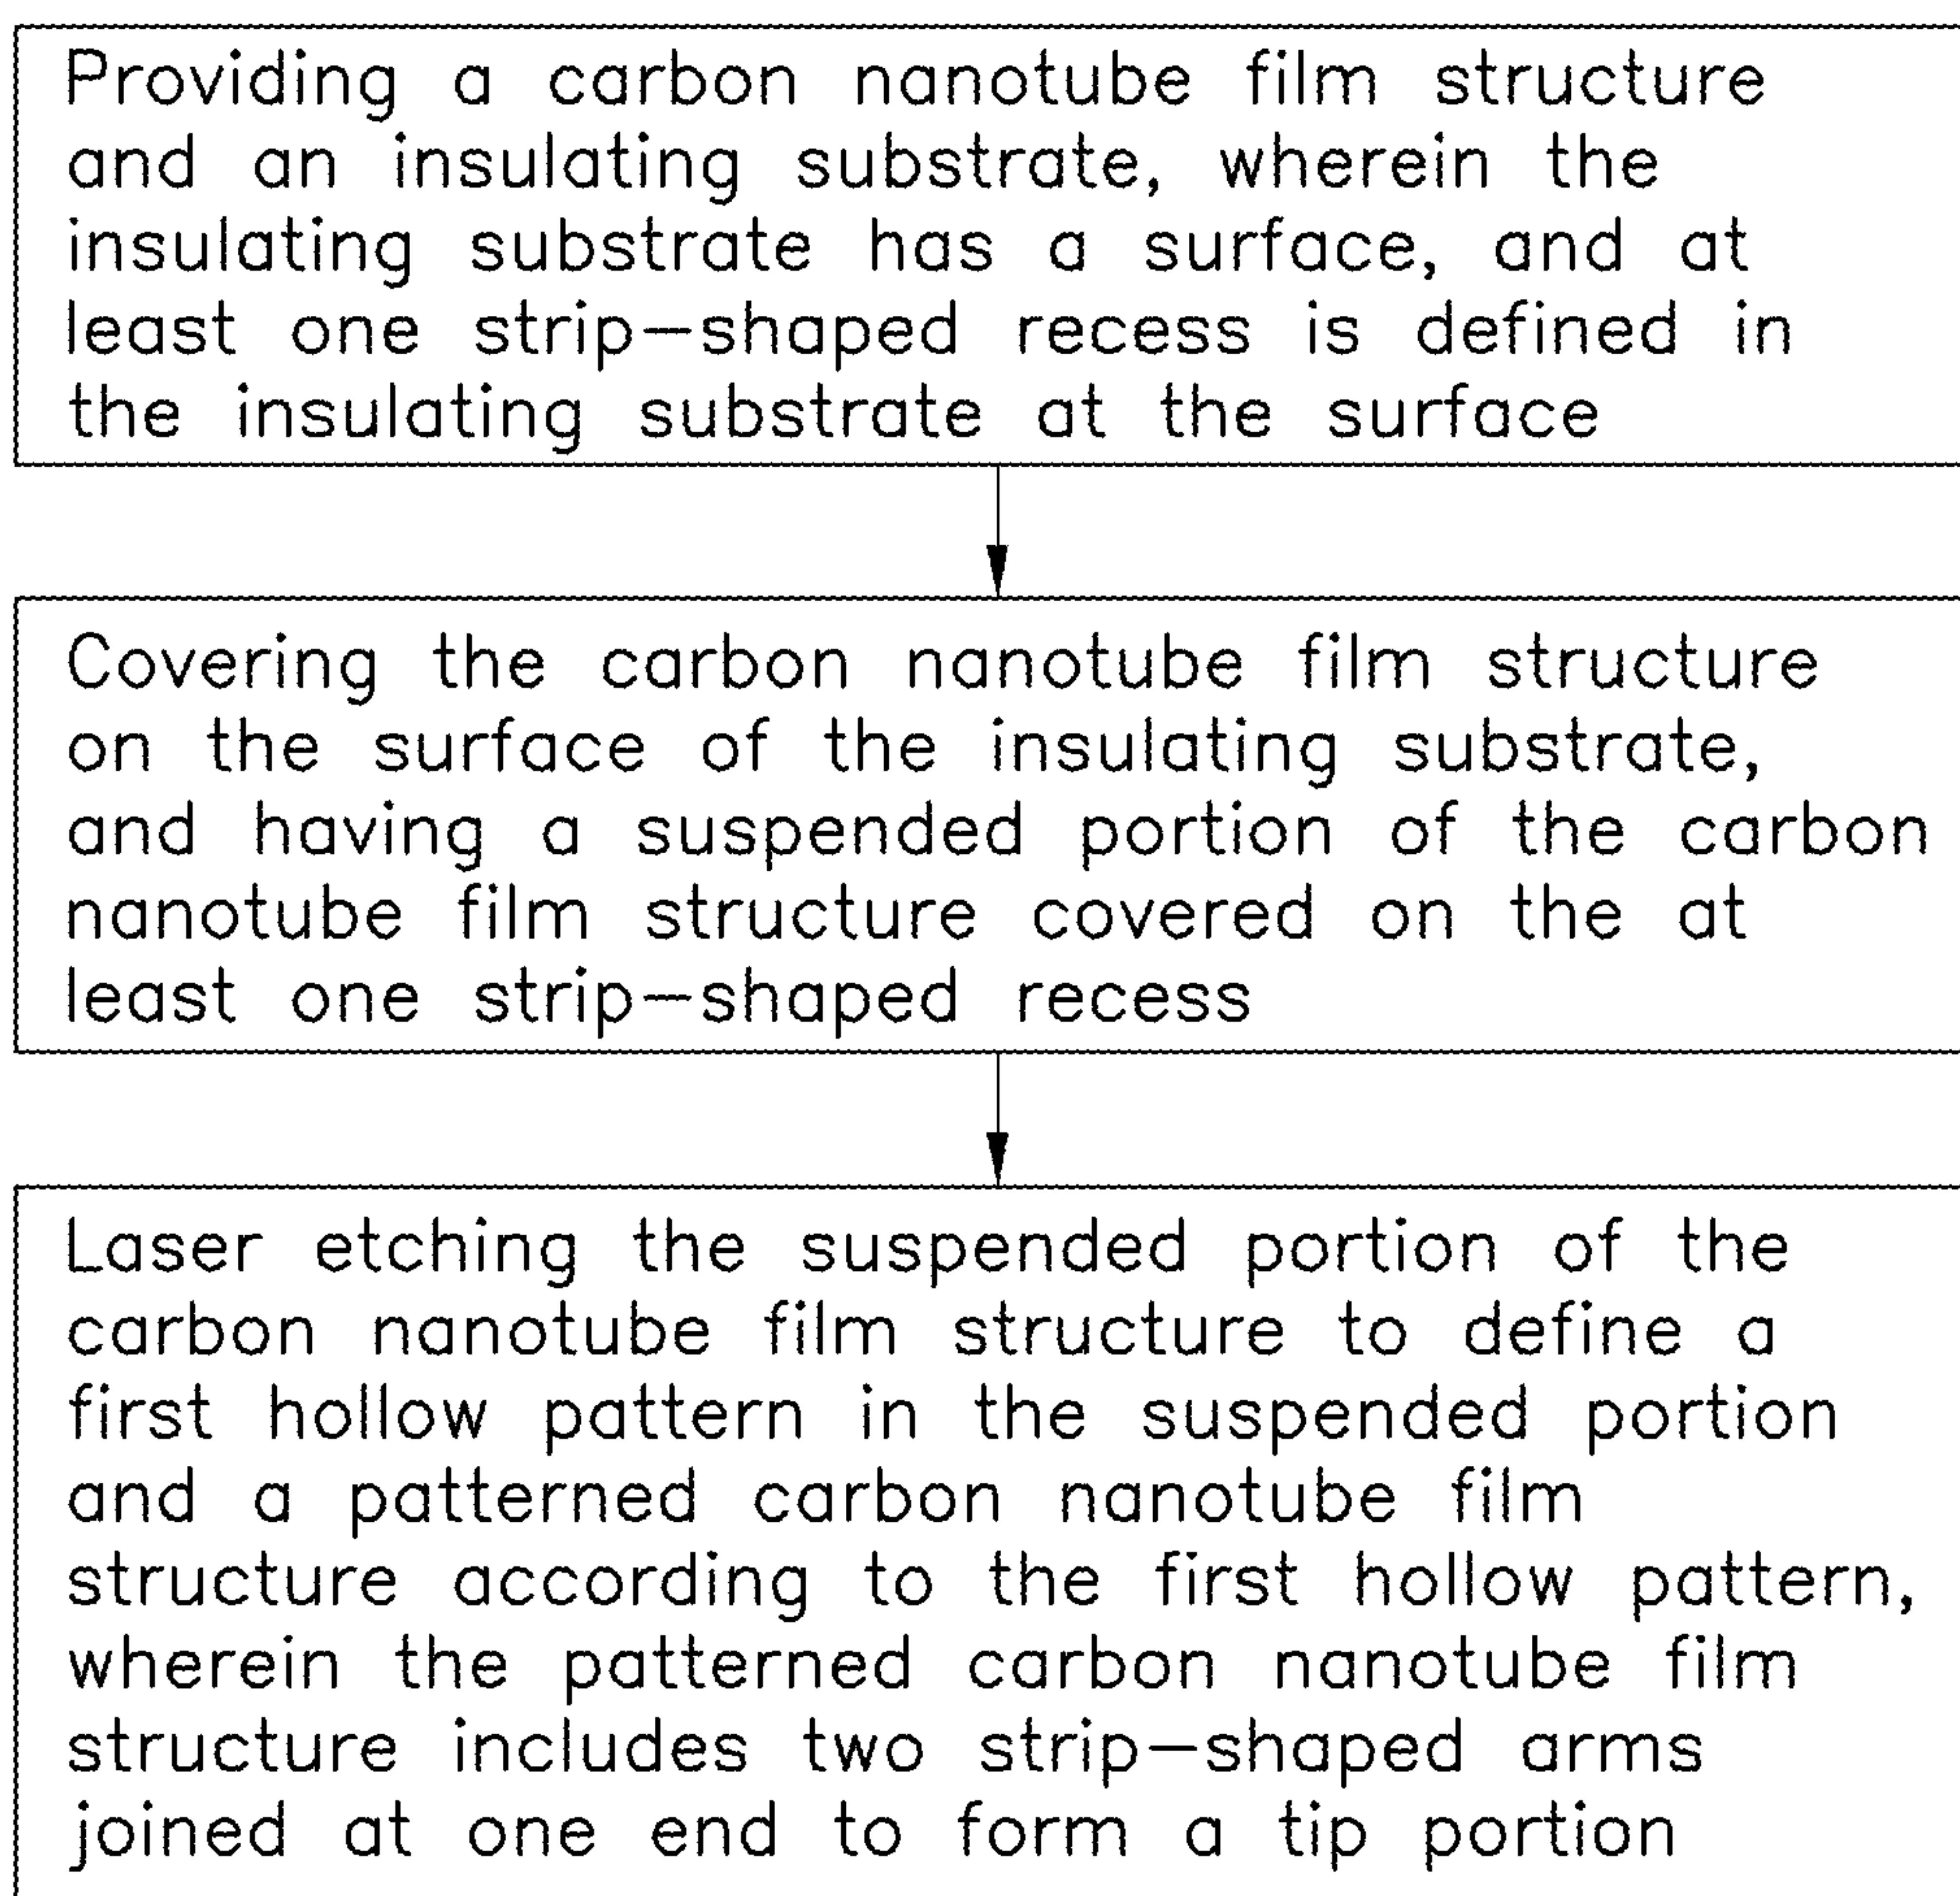 Providing a carbon nanotube film structure
and an insulating substrate, wherein the
insulating substrate has a surface, and at
least one strip-shaped recess is defined in
the insulating substrate at the surface
Covering the carbon nanotube film structure
on the surface of the insulating substrate,
and having a suspended portion of the carbon
nanotube film structure covered on the at
least one strip-shaped recess
Laser etching the suspended portion of the
carbon nanotube film structure to define a
first hollow pattern in the suspended portion
and a patterned carbon nanotube film
structure according to the first hollow pattern,
wherein the patterned carbon nanotube film
structure includes two strip-shaped arms
joined at one end to form a tip portion